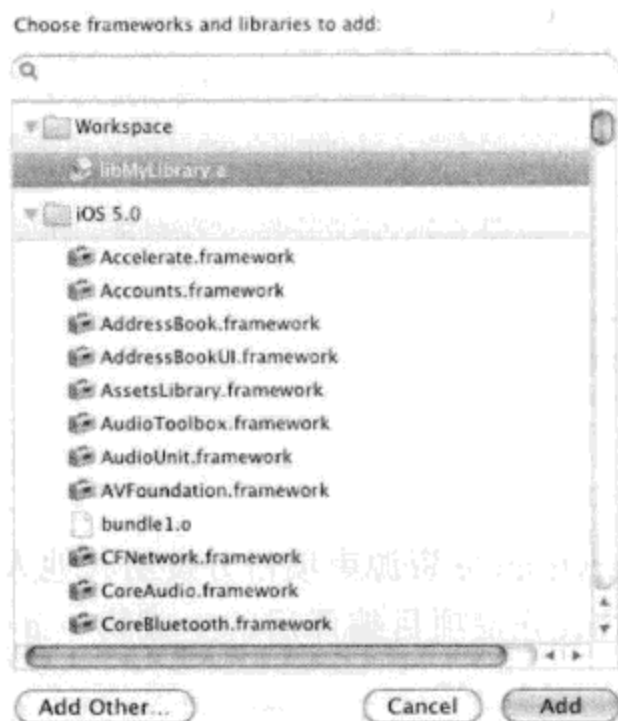 Choose frameworks and libraries to add:
Workspace
libMyLibrary.a
iOS 5.0
Accelerate.framework
Accounts.framework
AddressBook.framework
AddressBookUI.framework
AssetsLibrary.framework
AudioToolbox.framework
AudioUnit.framework
AVFoundation.framework
bundle1.o
CFNetwork.framework
CoreAudio.framework
CoreBluetooth.framework
Add Other... Cancel Add